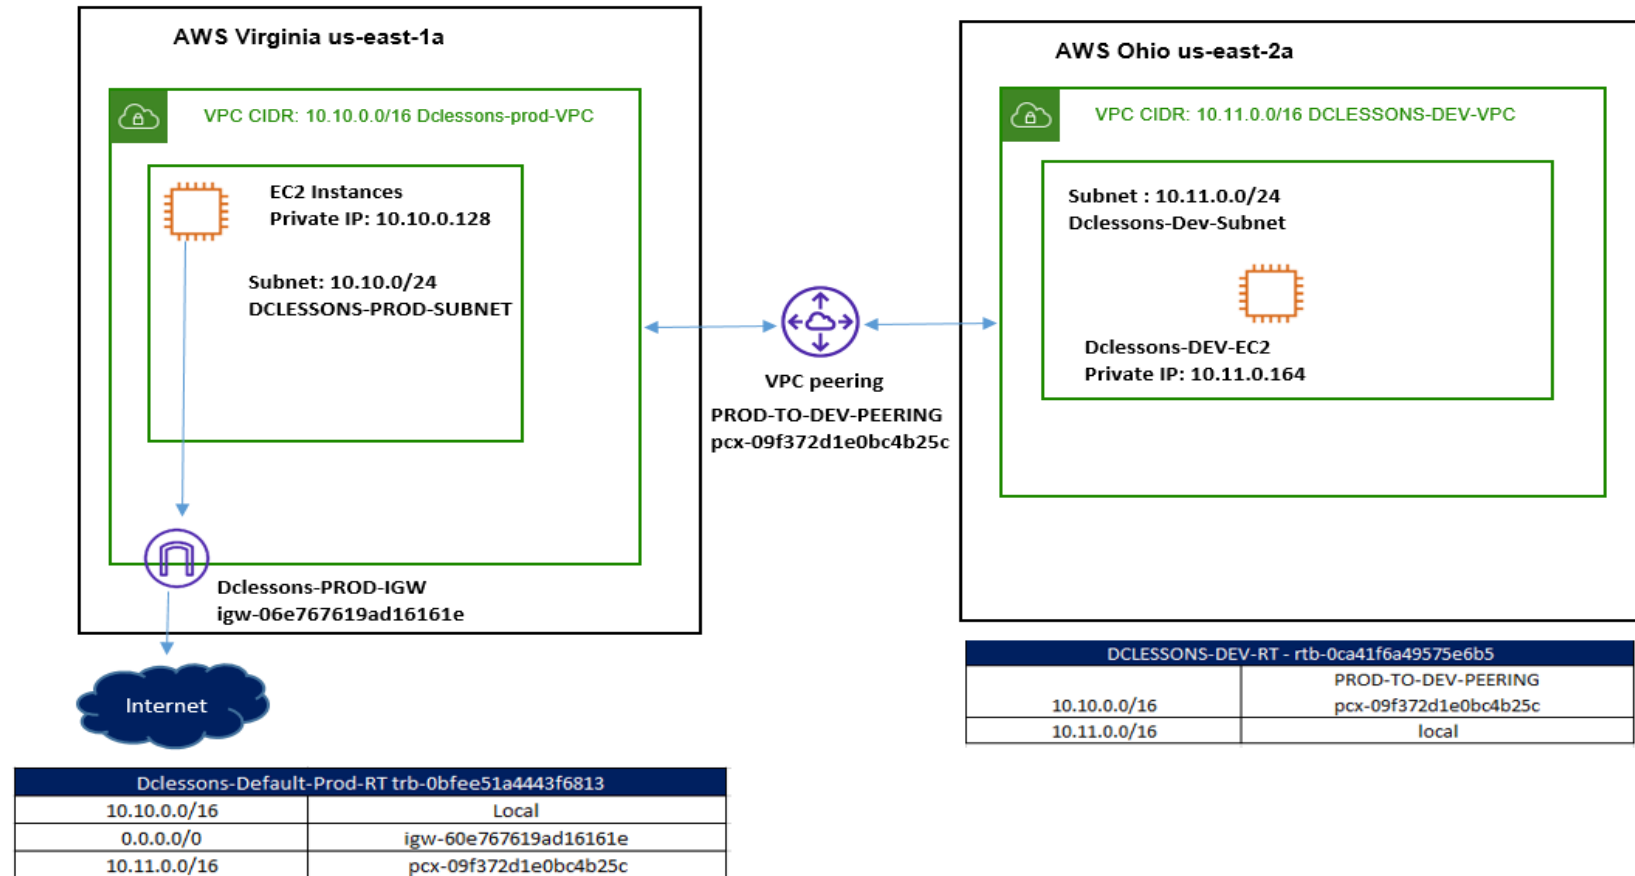 AWS Virginia us-east-1a
VPC CIDR: 10.10.0.0/16 Dclessons-prod-VPC
EC2 Instances
Private IP: 10.10.0.128
Subnet: 10.10.0/24
DCLESSONS-PROD-SUBNET
Dclessons-PROD-IGW
igw-06e767619ad16161e
Internet
VPC peering
PROD-TO-DEV-PEERING
pcx-09f372d1e0bc4b25c
AWS Ohio us-east-2a
VPC CIDR: 10.11.0.0/16 DCLESSONS-DEV-VPC
Subnet : 10.11.0.0/24
Dclessons-Dev-Subnet
Dclessons-DEV-EC2
Private IP: 10.11.0.164
DCLESSONS-DEV-RT - rtb-0ca41f6a49575e6b5
PROD-TO-DEV-PEERING
10.10.0.0/16 pcx-09f372d1e0bc4b25c
10.11.0.0/16 local
Dclessons-Default-Prod-RT trb-0bfee51a4443f6813
10.10.0.0/16 Local
0.0.0.0/0 igw-60e767619ad16161e
10.11.0.0/16 pcx-09f372d1e0bc4b25c